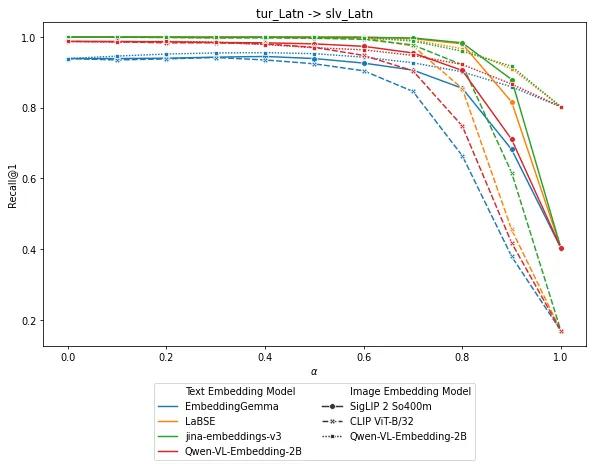 tur_Latn -> slv_Latn
1.0
0.8
0.6
0.4
0.2
Recall@1
0.0 0.2 0.4 0.6 0.8 1.0
α
Text Embedding Model Image Embedding Model
EmbeddingGemma SigLIP 2 So400m
LaBSE CLIP ViT-B/32
jina-embeddings-v3 Qwen-VL-Embedding-2B
Qwen-VL-Embedding-2B